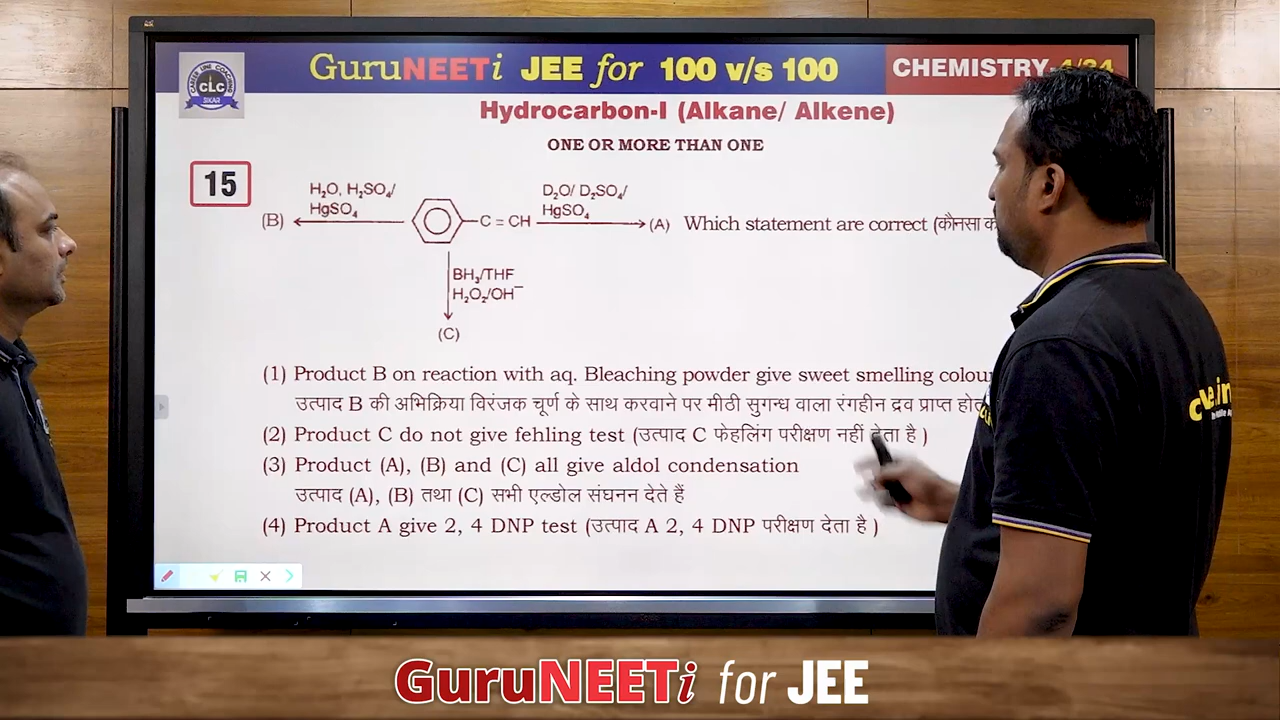 GuruNEETi JEE for 100 v/s 100
CHEMISTRY-
CLC
SIKAR
Hydrocarbon-I (Alkane/ Alkene)
ONE OR MORE THAN ONE
15
H₂O, H₂SO₄/
HgSO₄
D₂O/ D₂SO₄/
HgSO₄
(B)
C = CH
(A) Which statement are correct (कौनसा
BH₃/THF
H₂O₂/OH⁻
(C)
(1) Product B on reaction with aq. Bleaching powder give sweet smelling
उत्पाद B की अभिक्रिया विरंजक चूर्ण के साथ करवाने पर मीठी सुगन्ध वाला रंगहीन द्रव प्राप्त
(2) Product C do not give fehling test (उत्पाद C फेहलिंग परीक्षण नहीं देता है )
(3) Product (A), (B) and (C) all give aldol condensation
उत्पाद (A), (B) तथा (C) सभी एल्डोल संघनन देते हैं
(4) Product A give 2, 4 DNP test (उत्पाद A 2, 4 DNP परीक्षण देता है )
GuruNEETi for JEE